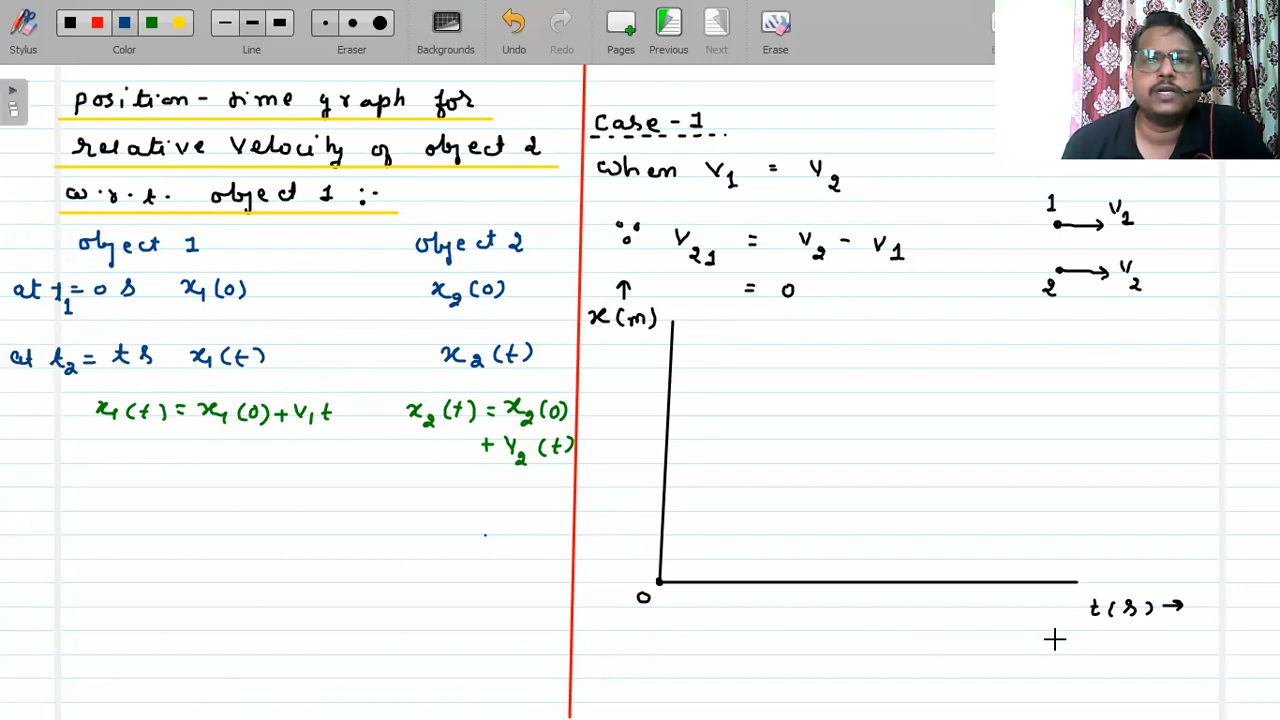 Stylus
Color
Line
Eraser
Backgrounds
Undo
Redo
Pages
Previous
Next
Erase
position-time graph for
relative velocity of object 2
w.r.t. object 1 :-
object 1 object 2
at t₁ = 0 s x₁(0) x₂(0)
at t₂ = t s x₁(t) x₂(t)
x₁(t) = x₁(0) + v₁t x₂(t) = x₂(0)
+ v₂(t)
Case-1
When v₁ = v₂
∵ v₂₁ = v₂ - v₁
= 0
1 v₁
2 v₂
↑
x(m)
0
t(s) →